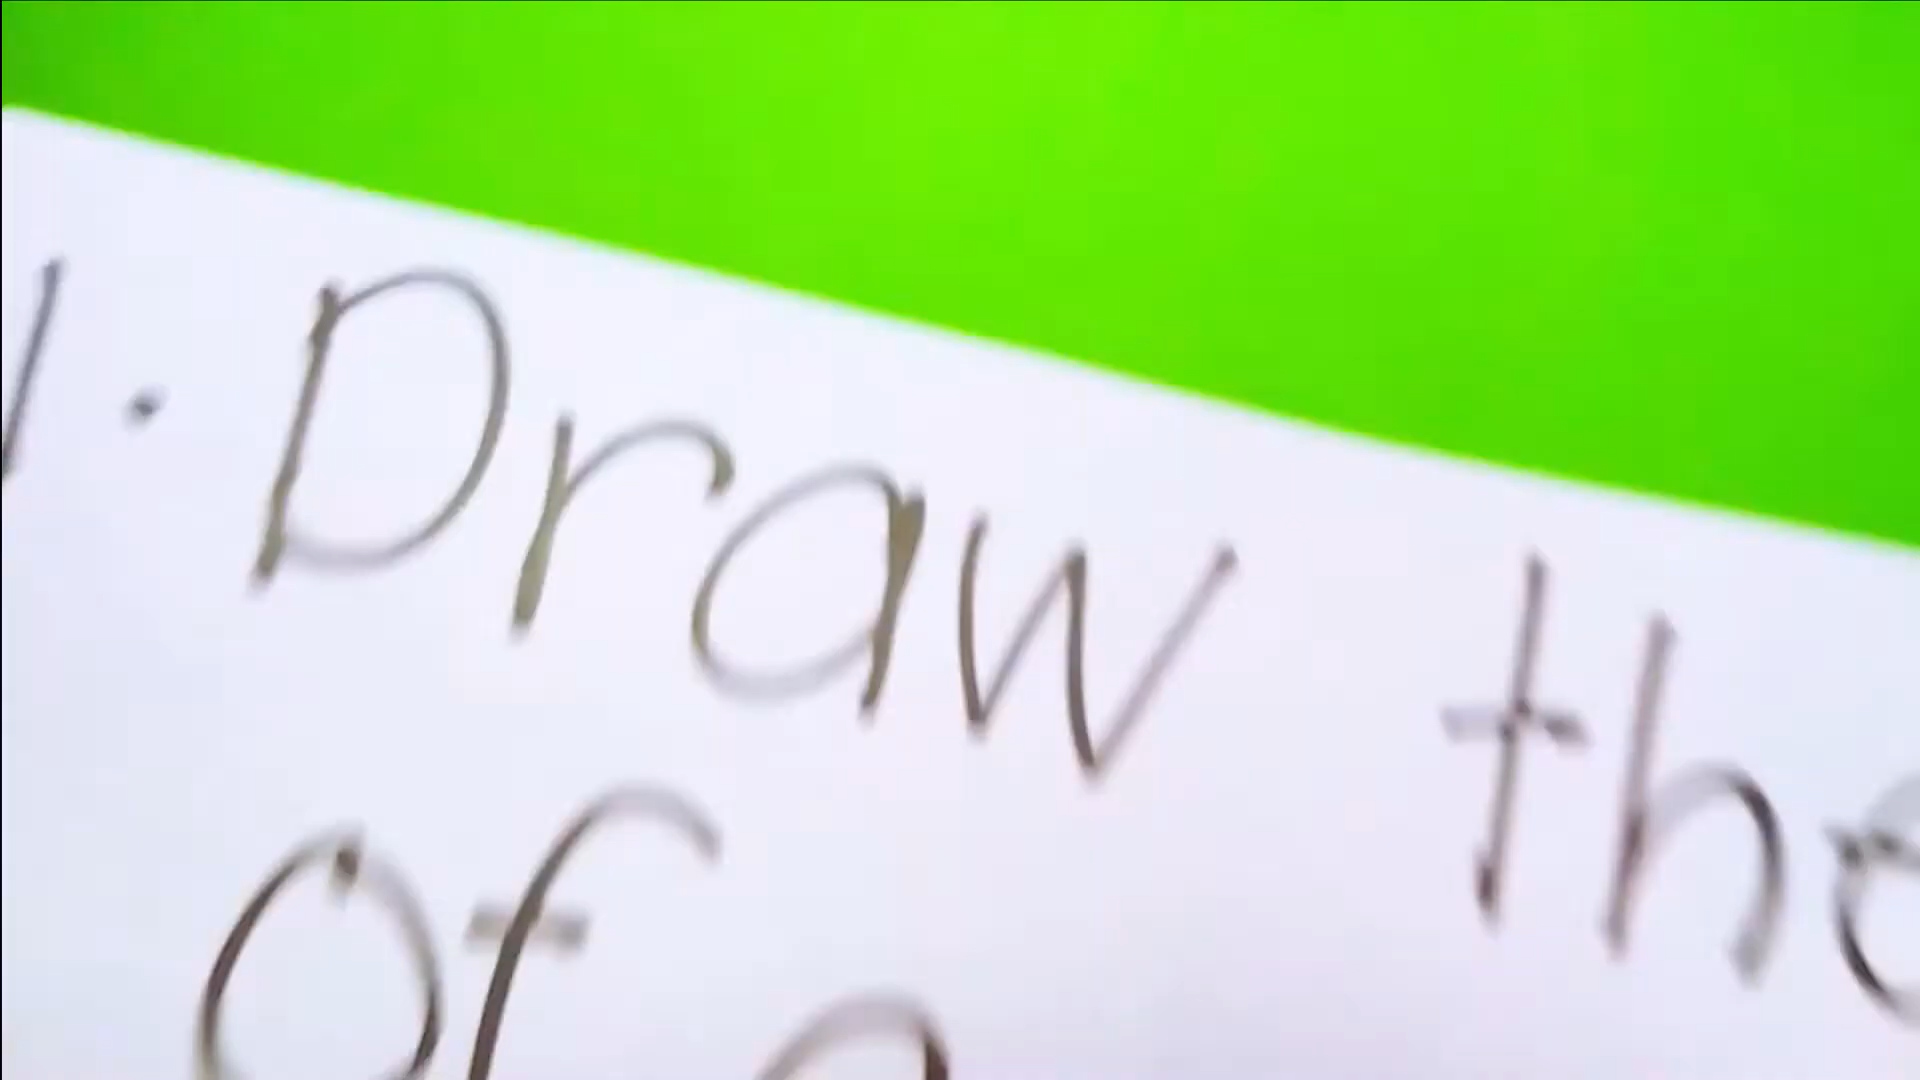 1. Draw the
of